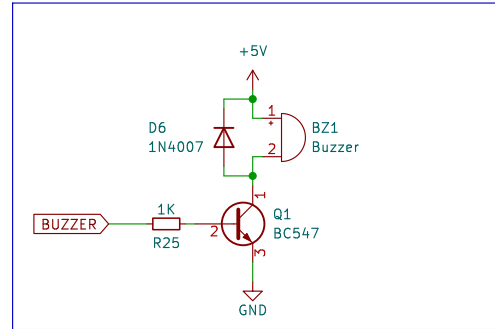 +5V
1
+
D6
1N4007
BZ1
Buzzer
2
1
1K
BUZZER
R25
2
Q1
BC547
3
GND